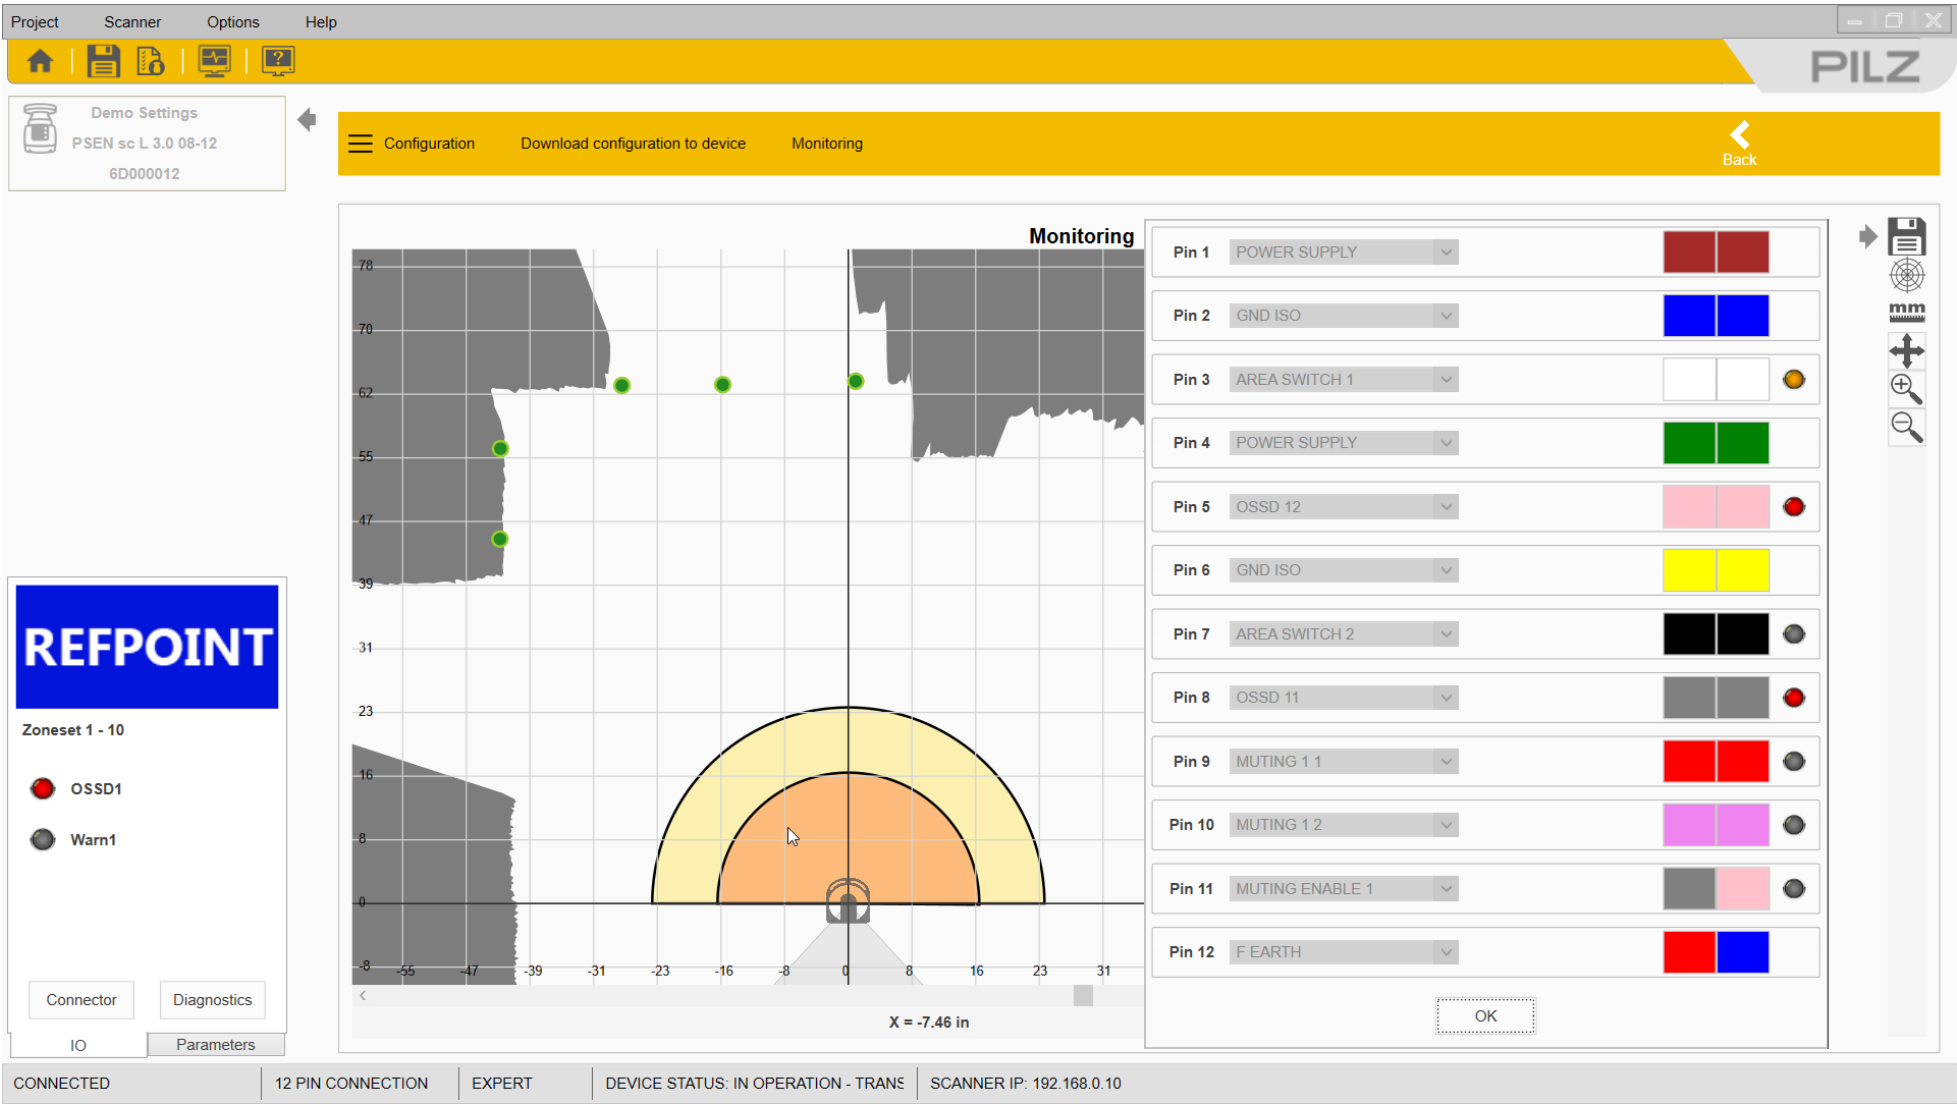 Project Scanner Options Help
PILZ
Demo Settings
PSEN sc L 3.0 08-12
6D000012
Configuration Download configuration to device Monitoring
Back
Monitoring
78
70
62
55
47
39
31
23
16
8
0
-8
-55 -47 -39 -31 -23 -16 -8 0 8 16 23 31
X = -7.46 in
Pin 1 POWER SUPPLY
Pin 2 GND ISO
Pin 3 AREA SWITCH 1
Pin 4 POWER SUPPLY
Pin 5 OSSD 12
Pin 6 GND ISO
Pin 7 AREA SWITCH 2
Pin 8 OSSD 11
Pin 9 MUTING 1 1
Pin 10 MUTING 1 2
Pin 11 MUTING ENABLE 1
Pin 12 F EARTH
OK
mm
REFPOINT
Zoneset 1 - 10
OSSD1
Warn1
Connector Diagnostics
IO Parameters
CONNECTED 12 PIN CONNECTION EXPERT DEVICE STATUS: IN OPERATION - TRANS SCANNER IP: 192.168.0.10